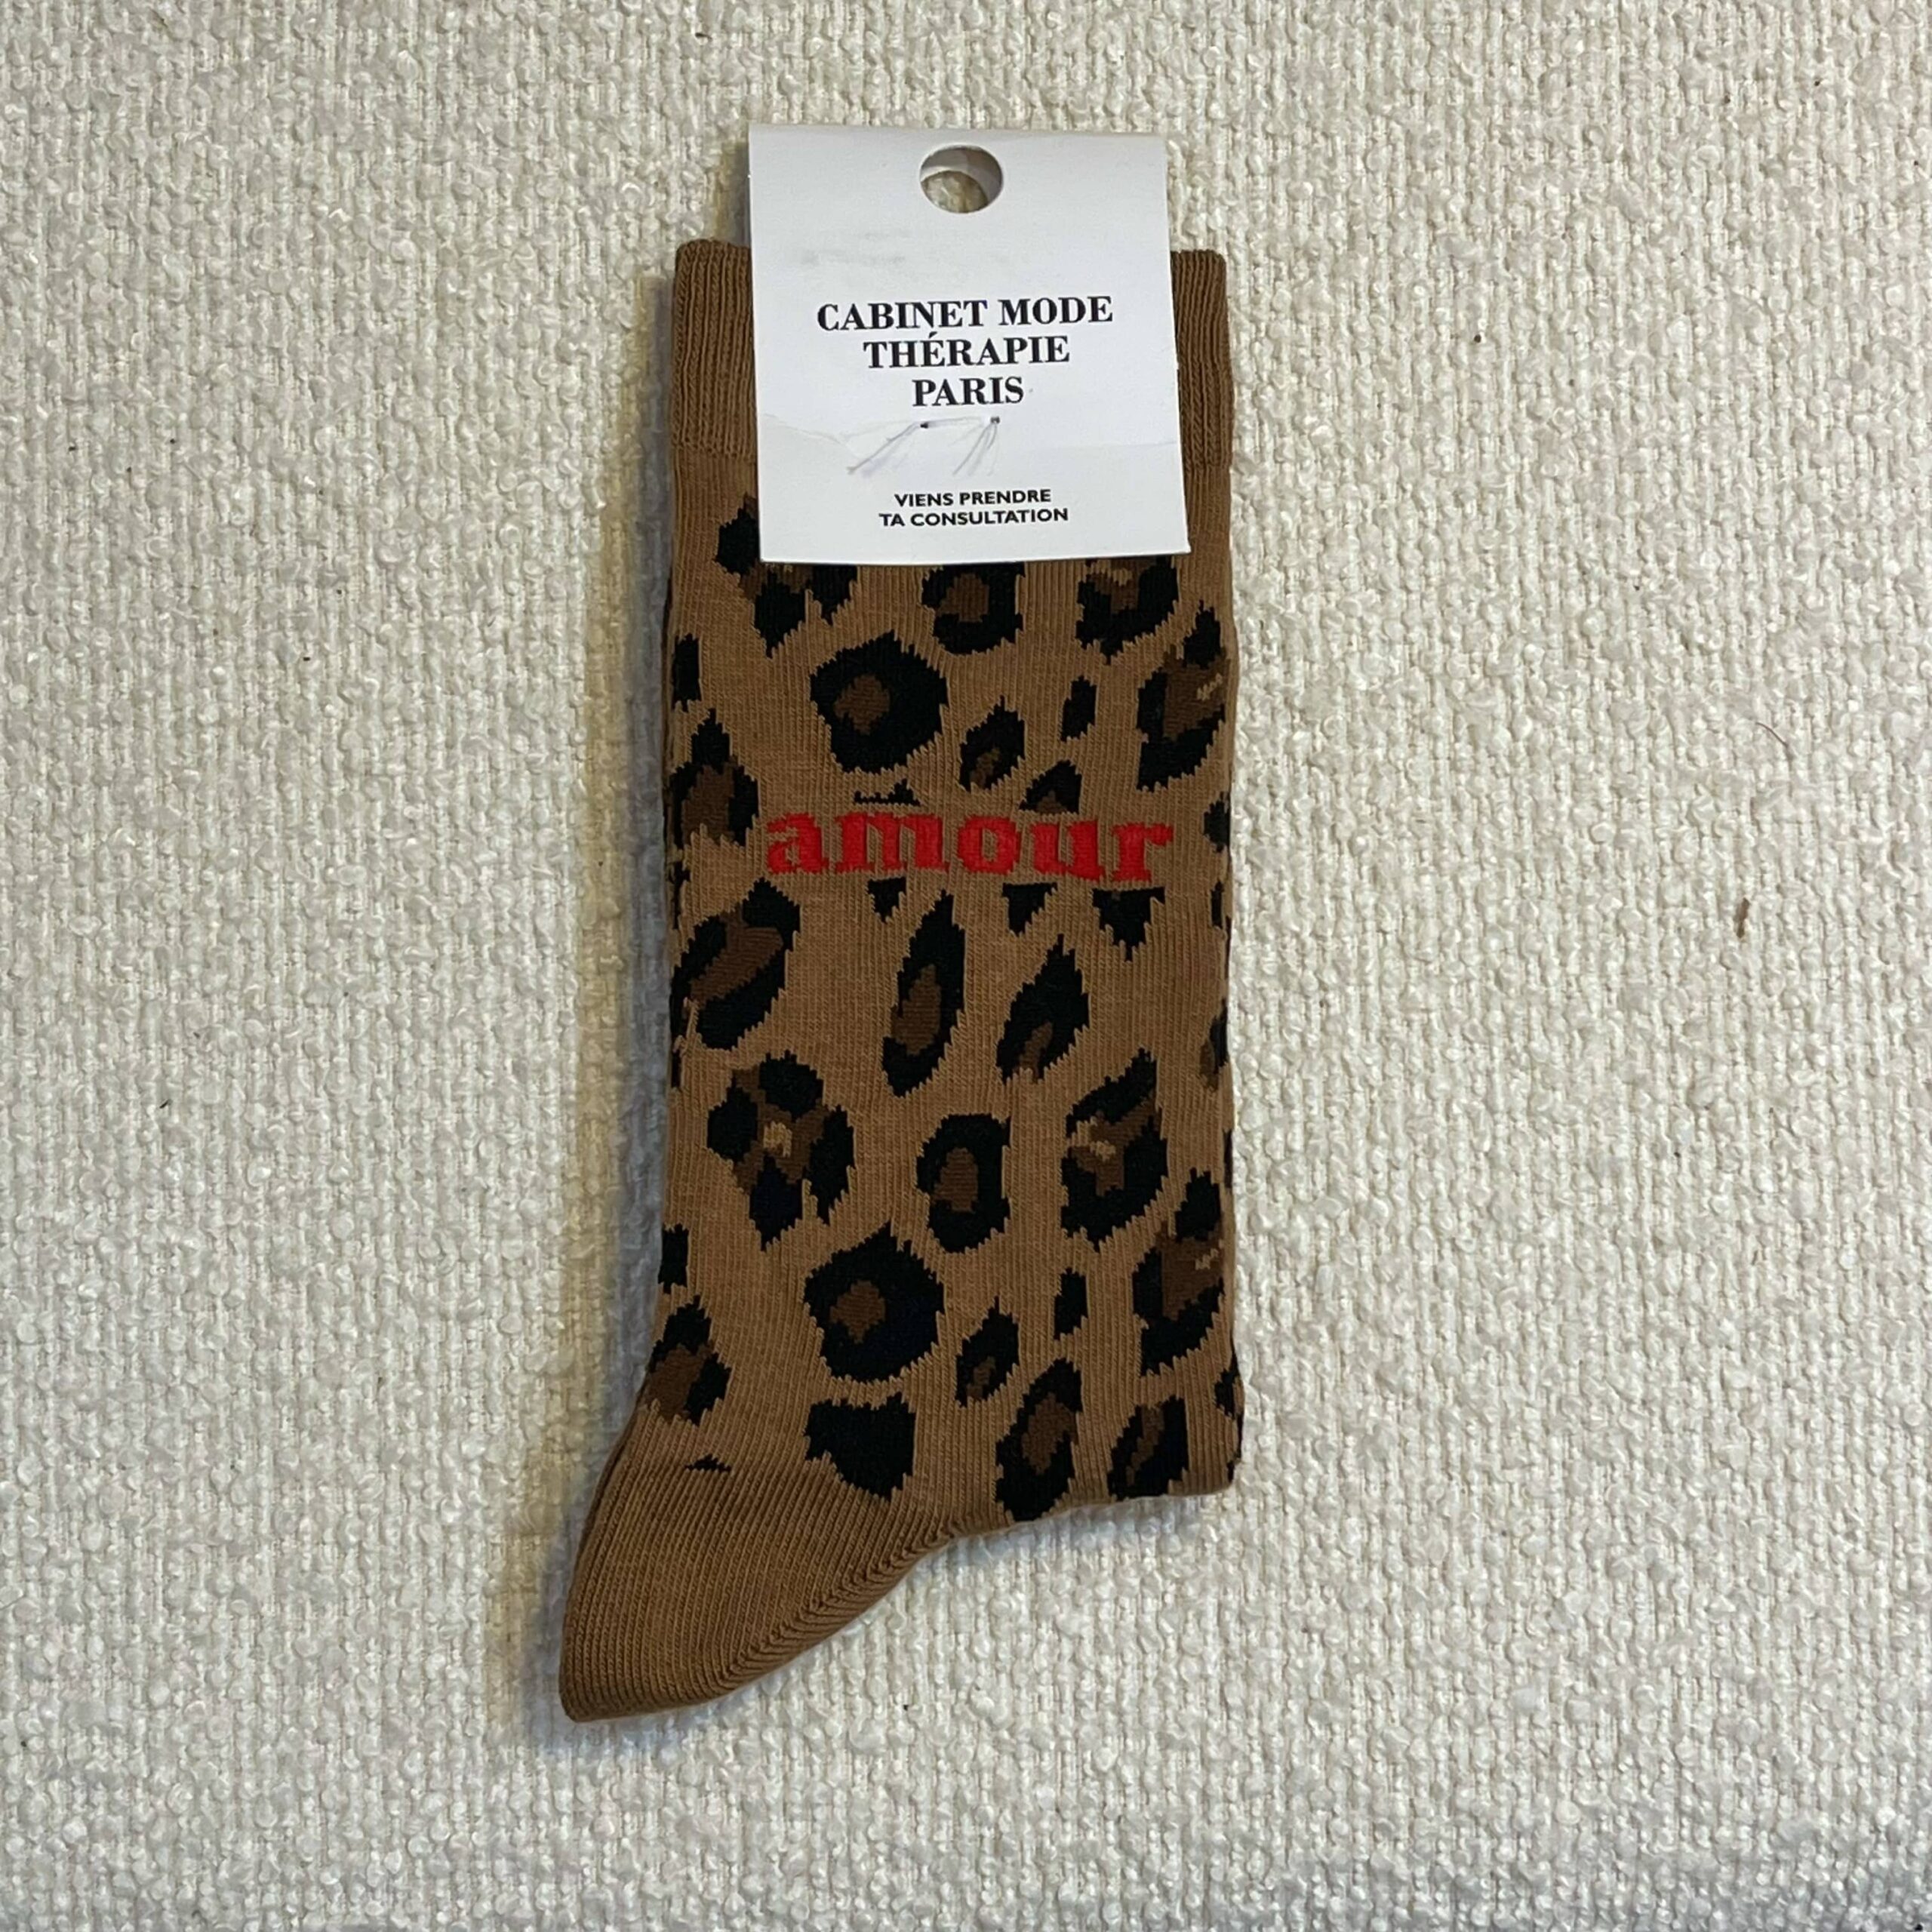 CABINET MODE
THÉRAPIE
PARIS
VIENS PRENDRE
TA CONSULTATION
amour